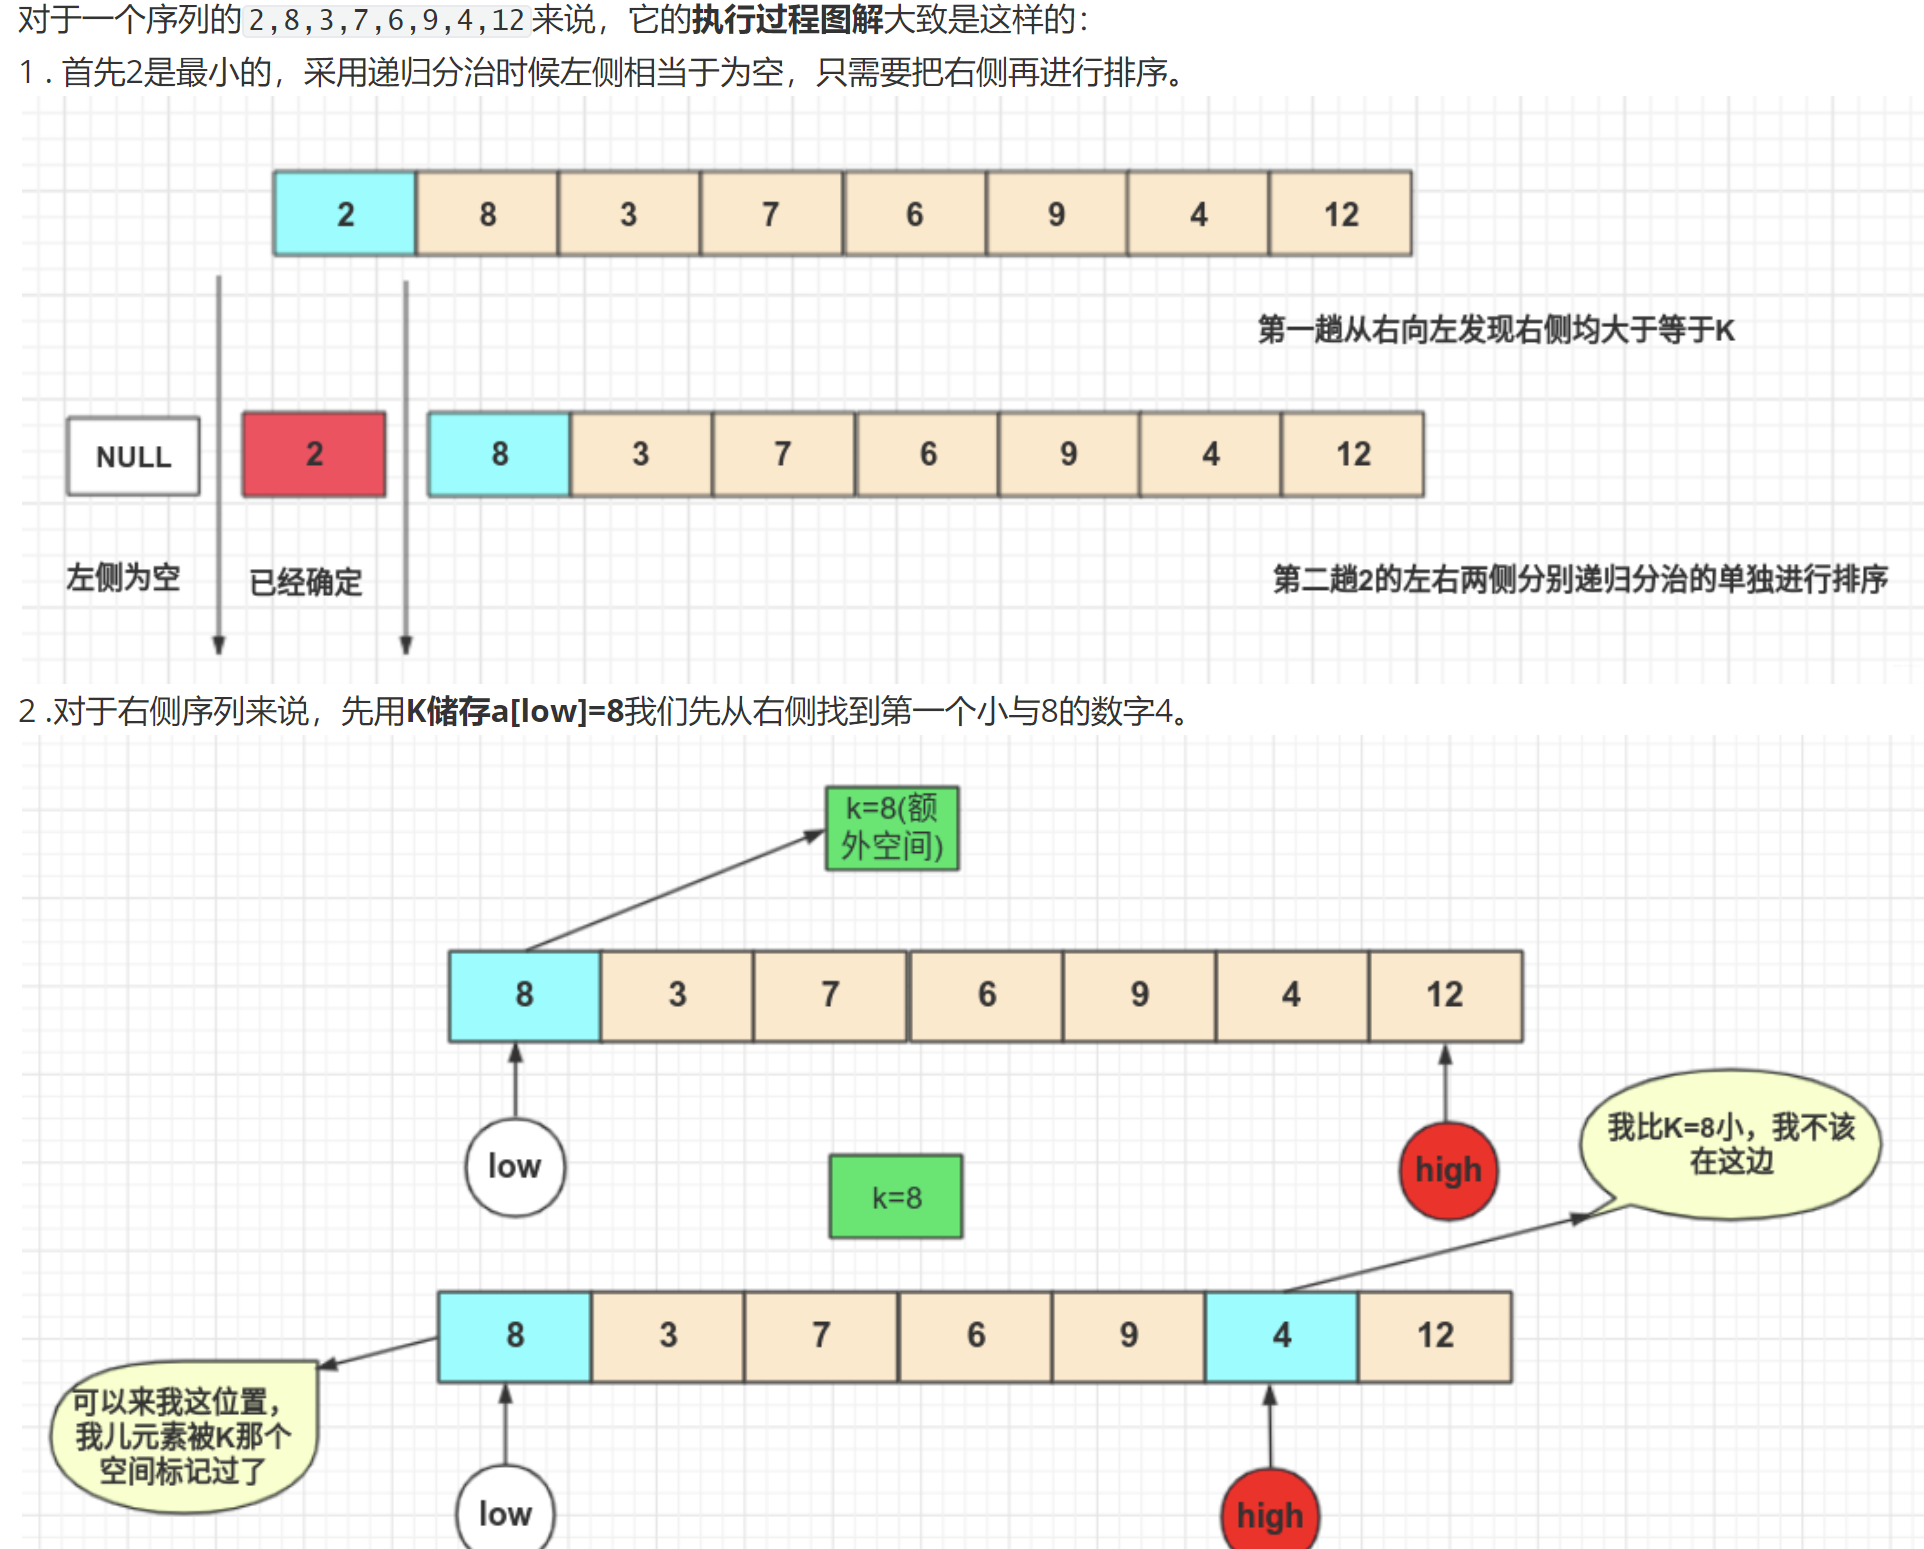 对于一个序列的2,8,3,7,6,9,4,12来说，它的执行过程图解大致是这样的：
1 . 首先2是最小的，采用递归分治时候左侧相当于为空，只需要把右侧再进行排序。
2 8 3 7 6 9 4 12
第一趟从右向左发现右侧均大于等于K
NULL 2 8 3 7 6 9 4 12
左侧为空 已经确定 第二趟2的左右两侧分别递归分治的单独进行排序
2 .对于右侧序列来说，先用K储存a[low]=8我们先从右侧找到第一个小与8的数字4。
k=8(额
外空间)
8 3 7 6 9 4 12
low
high
我比K=8小，我不该
在这边
k=8
8 3 7 6 9 4 12
可以来我这位置，
我儿元素被K那个
空间标记过了
low
high